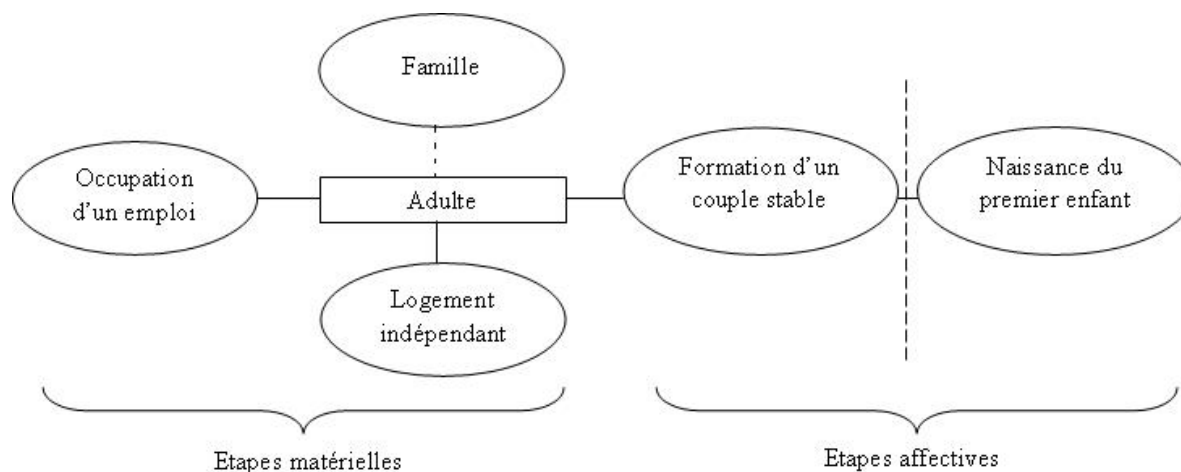 Famille
Occupation
d'un emploi
Adulte
Formation d'un
couple stable
Naissance du
premier enfant
Logement
indépendant
Etapes matérielles
Etapes affectives